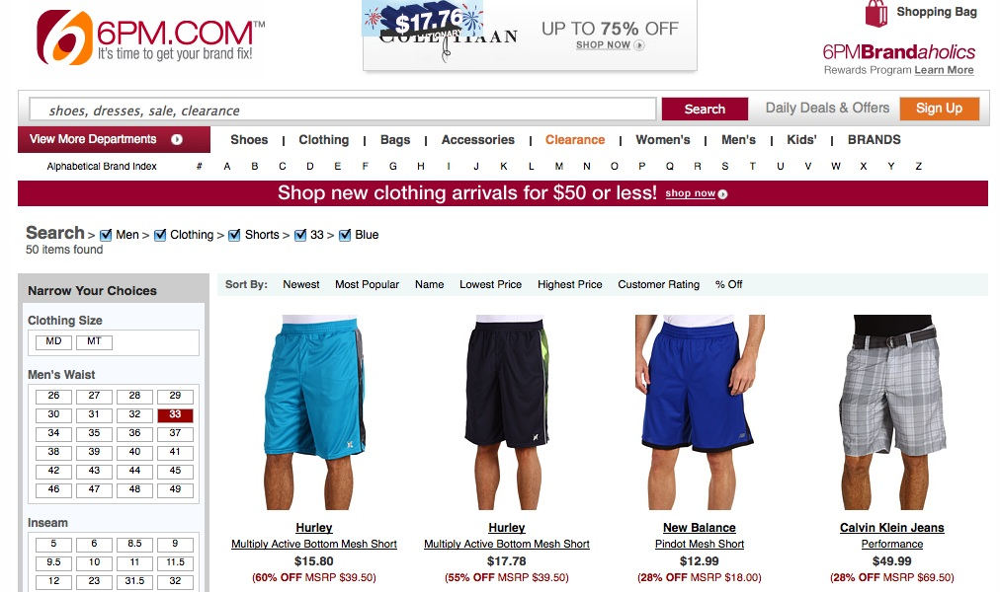 6PM.COM™
It's time to get your brand fix!
$17.76
COLE HAAN
UP TO 75% OFF
SHOP NOW
Shopping Bag
6PMBrandaholics
Rewards Program Learn More
shoes, dresses, sale, clearance
Search
Daily Deals & Offers
Sign Up
View More Departments
Shoes | Clothing | Bags | Accessories | Clearance | Women's | Men's | Kids' | BRANDS
Alphabetical Brand Index # A B C D E F G H I J K L M N O P Q R S T U V W X Y Z
Shop new clothing arrivals for $50 or less! shop now
Search > Men > Clothing > Shorts > 33 > Blue
50 items found
Narrow Your Choices
Clothing Size
MD MT
Men's Waist
26 27 28 29
30 31 32 33
34 35 36 37
38 39 40 41
42 43 44 45
46 47 48 49
Inseam
5 6 8.5 9
9.5 10 11 11.5
12 23 31.5 32
Sort By: Newest Most Popular Name Lowest Price Highest Price Customer Rating % Off
Hurley
Multiply Active Bottom Mesh Short
$15.80
(60% OFF MSRP $39.50)
Hurley
Multiply Active Bottom Mesh Short
$17.78
(55% OFF MSRP $39.50)
New Balance
Pindot Mesh Short
$12.99
(28% OFF MSRP $18.00)
Calvin Klein Jeans
Performance
$49.99
(28% OFF MSRP $69.50)